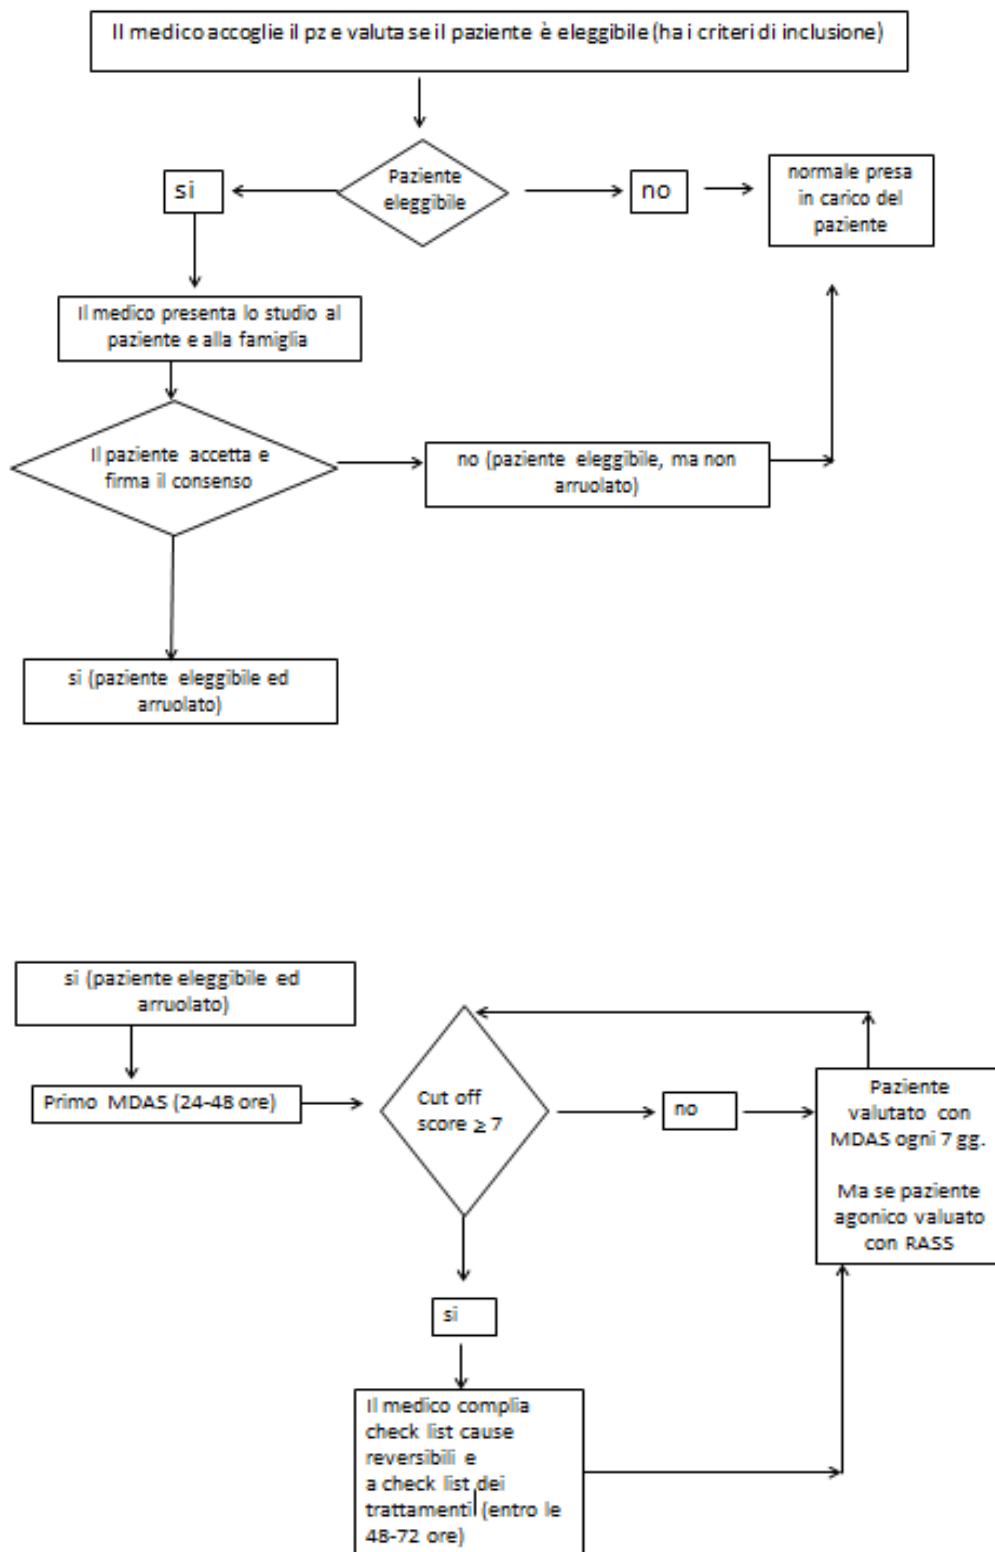 Il medico accoglie il pz e valuta se il paziente è eleggibile (ha i criteri di inclusione)
Paziente
eleggibile
si
no
normale presa
in carico del
paziente
Il medico presenta lo studio al
paziente e alla famiglia
Il paziente accetta e
firma il consenso
no (paziente eleggibile, ma non
arruolato)
si (paziente eleggibile ed
arruolato)
si (paziente eleggibile ed
arruolato)
Primo MDAS (24-48 ore)
Cut off
score ≥ 7
no
Paziente
valutato con
MDAS ogni 7 gg.
Ma se paziente
agonico valuato
con RASS
si
Il medico complia
check list cause
reversibili e
a check list dei
trattamenti (entro le
48-72 ore)